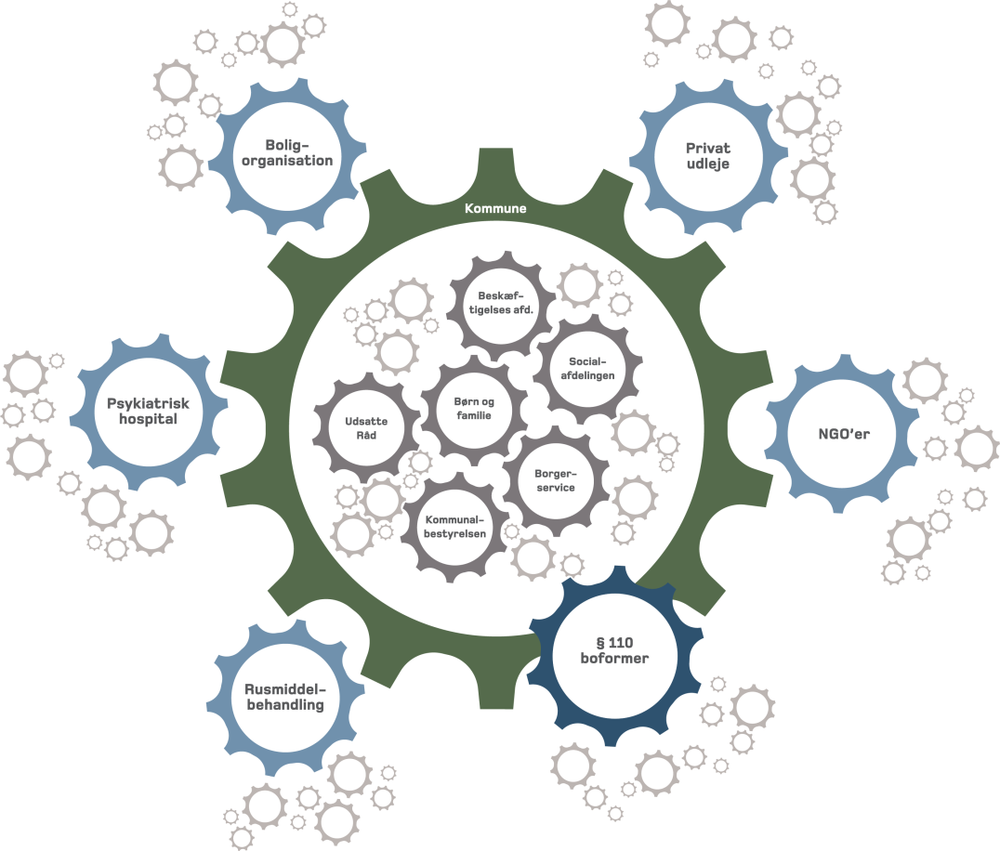 Bolig-
organisation
Privat
udleje
Kommune
Beskæf-
tigelses afd.
Social-
afdelingen
Børn og
familie
Udsatte
Råd
Borger-
service
Kommunal-
bestyrelsen
Psykiatrisk
hospital
NGO'er
§ 110
boformer
Rusmiddel-
behandling